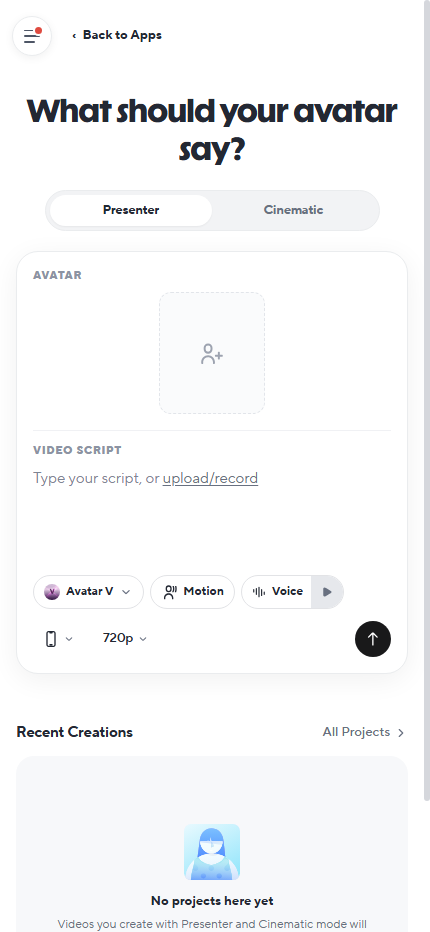 ‹ Back to Apps
What should your avatar
say?
Presenter
Cinematic
AVATAR
VIDEO SCRIPT
Type your script, or upload/record
Avatar V
Motion
Voice
720p
Recent Creations
All Projects
No projects here yet
Videos you create with Presenter and Cinematic mode will